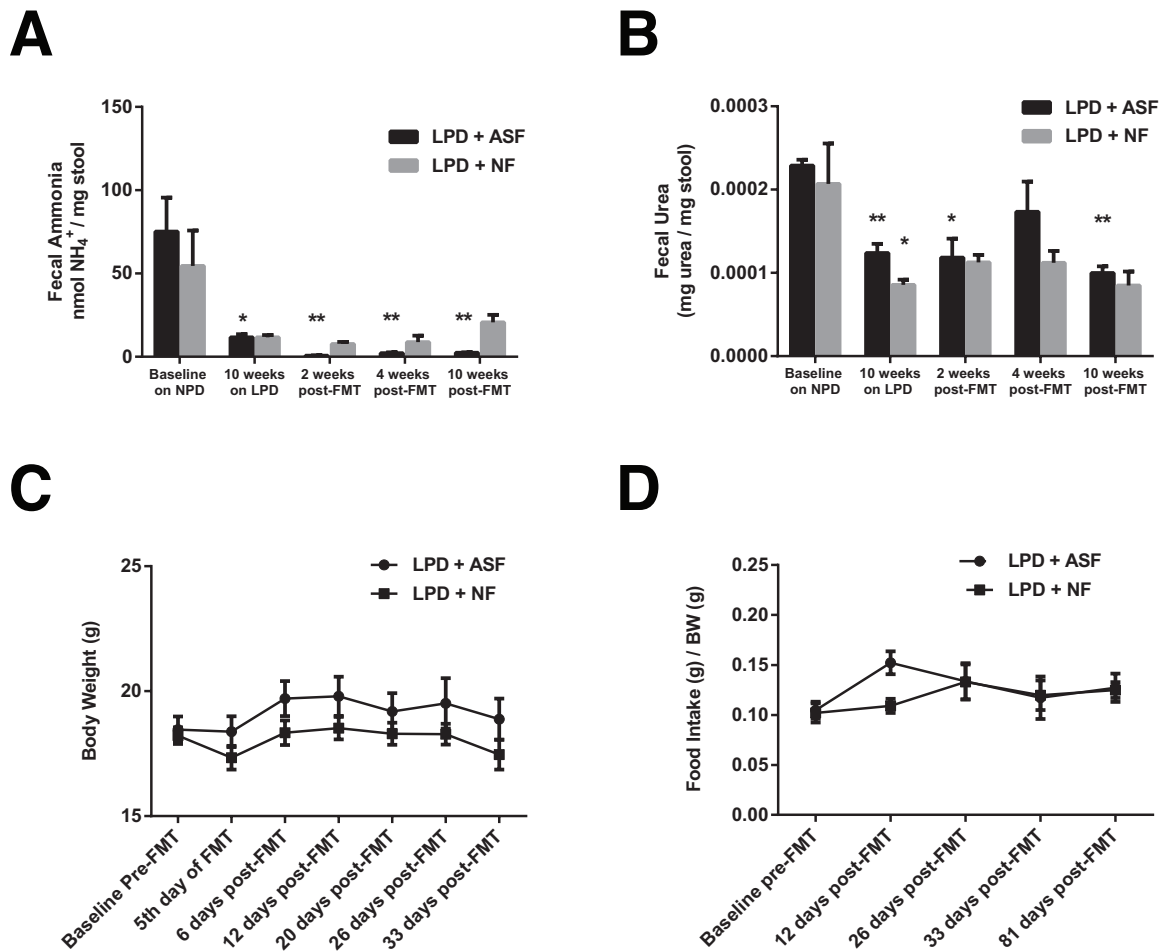 A
Fecal Ammonia
nmol NH4+ / mg stool
150
100
50
0
LPD + ASF
LPD + NF
*
**
**
**
Baseline
on NPD
10 weeks
on LPD
2 weeks
post-FMT
4 weeks
post-FMT
10 weeks
post-FMT
B
Fecal Urea
(mg urea / mg stool)
0.0003
0.0002
0.0001
0.0000
LPD + ASF
LPD + NF
**
*
*
**
Baseline
on NPD
10 weeks
on LPD
2 weeks
post-FMT
4 weeks
post-FMT
10 weeks
post-FMT
C
Body Weight (g)
25
20
15
LPD + ASF
LPD + NF
Baseline Pre-FMT
5th day of FMT
6 days post-FMT
12 days post-FMT
20 days post-FMT
26 days post-FMT
33 days post-FMT
D
Food Intake (g) / BW (g)
0.25
0.20
0.15
0.10
0.05
0.00
LPD + ASF
LPD + NF
Baseline pre-FMT
12 days post-FMT
26 days post-FMT
33 days post-FMT
81 days post-FMT